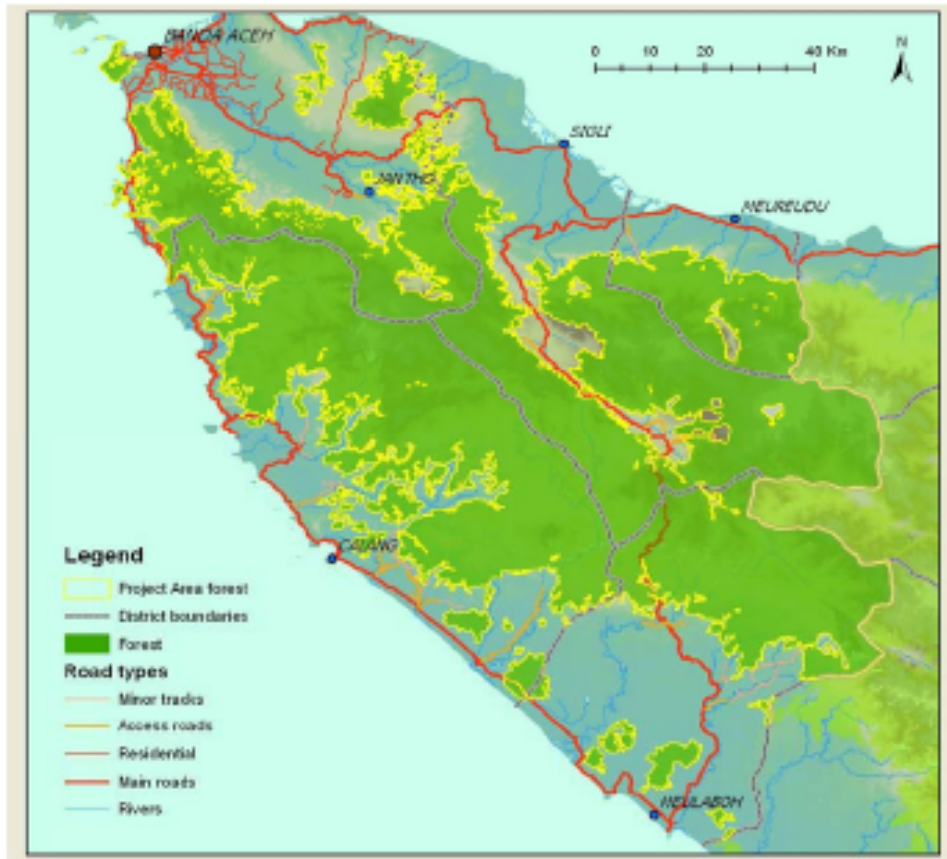 BANDA ACEH
N
0 10 20 40 Km
SIGLI
JANTHO
MEUREUDU
CALANG
Legend
Project Area forest
District boundaries
Forest
Road types
Minor tracks
Access roads
Residential
Main roads
Rivers
MEULABOH